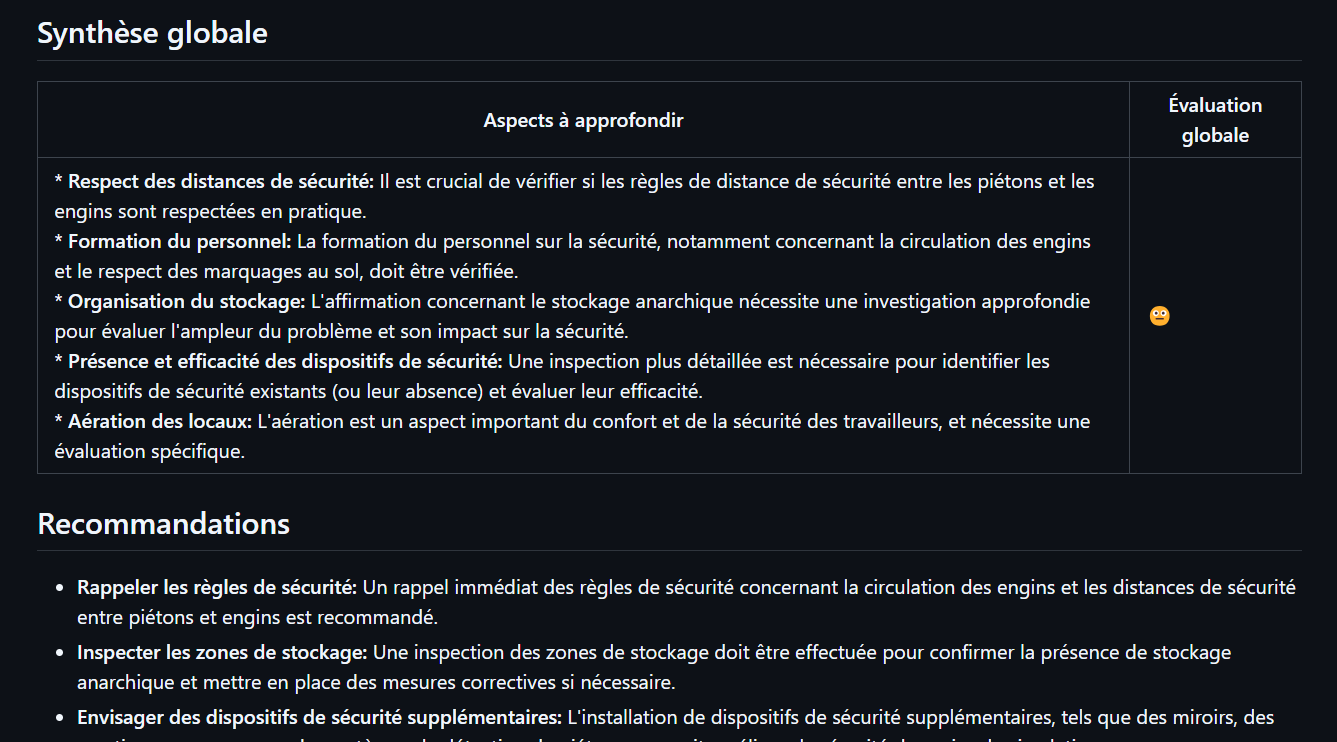 Synthèse globale
Aspects à approfondir
Évaluation
globale
* Respect des distances de sécurité: Il est crucial de vérifier si les règles de distance de sécurité entre les piétons et les
engins sont respectées en pratique.
* Formation du personnel: La formation du personnel sur la sécurité, notamment concernant la circulation des engins
et le respect des marquages au sol, doit être vérifiée.
* Organisation du stockage: L'affirmation concernant le stockage anarchique nécessite une investigation approfondie
pour évaluer l'ampleur du problème et son impact sur la sécurité.
* Présence et efficacité des dispositifs de sécurité: Une inspection plus détaillée est nécessaire pour identifier les
dispositifs de sécurité existants (ou leur absence) et évaluer leur efficacité.
* Aération des locaux: L'aération est un aspect important du confort et de la sécurité des travailleurs, et nécessite une
évaluation spécifique.
Recommandations
• Rappeler les règles de sécurité: Un rappel immédiat des règles de sécurité concernant la circulation des engins et les distances de sécurité
entre piétons et engins est recommandé.
• Inspecter les zones de stockage: Une inspection des zones de stockage doit être effectuée pour confirmer la présence de stockage
anarchique et mettre en place des mesures correctives si nécessaire.
• Envisager des dispositifs de sécurité supplémentaires: L'installation de dispositifs de sécurité supplémentaires, tels que des miroirs, des